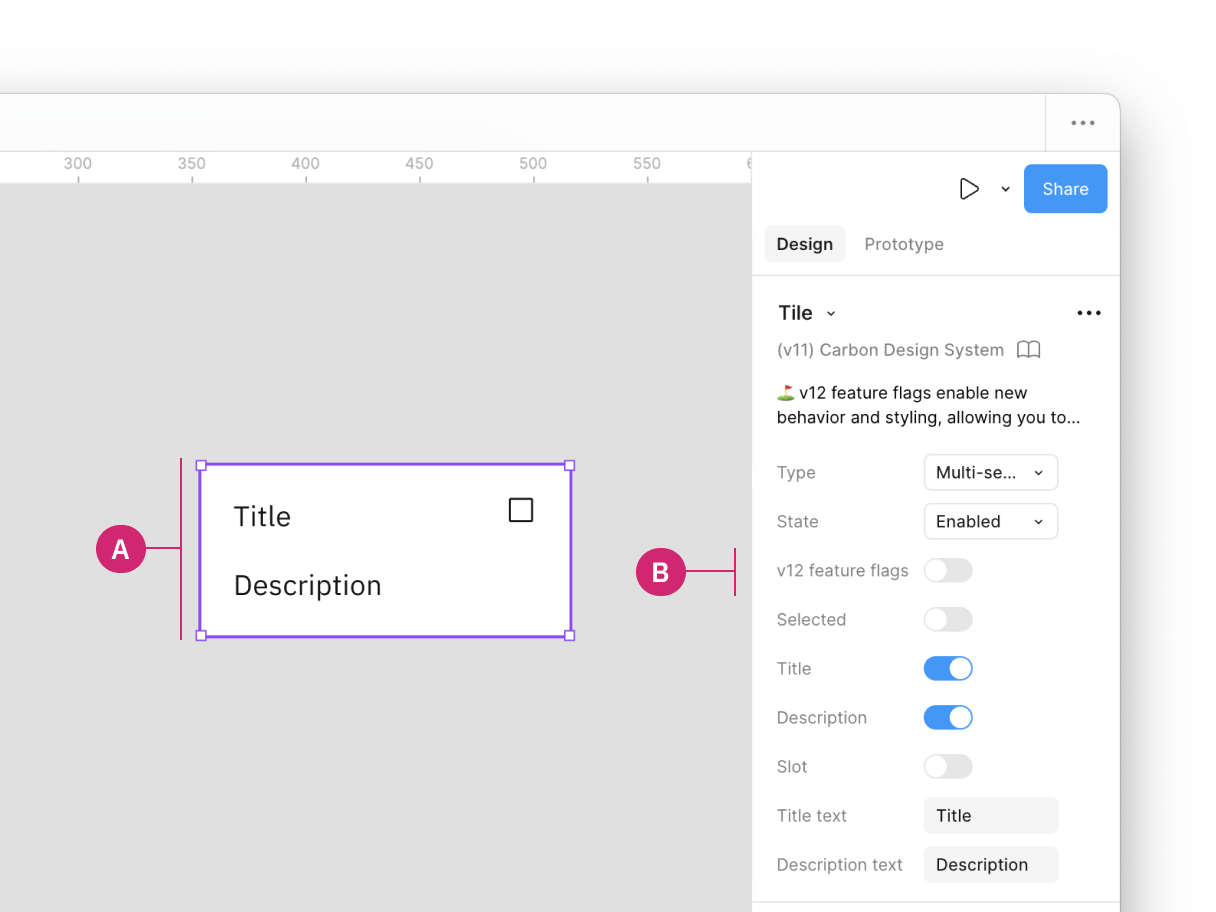 300 350 400 450 500 550
Share
Design Prototype
Tile
(v11) Carbon Design System
v12 feature flags enable new
behavior and styling, allowing you to...
Type Multi-se...
State Enabled
v12 feature flags
Selected
Title
Description
Slot
Title text Title
Description text Description
A
Title
Description
B